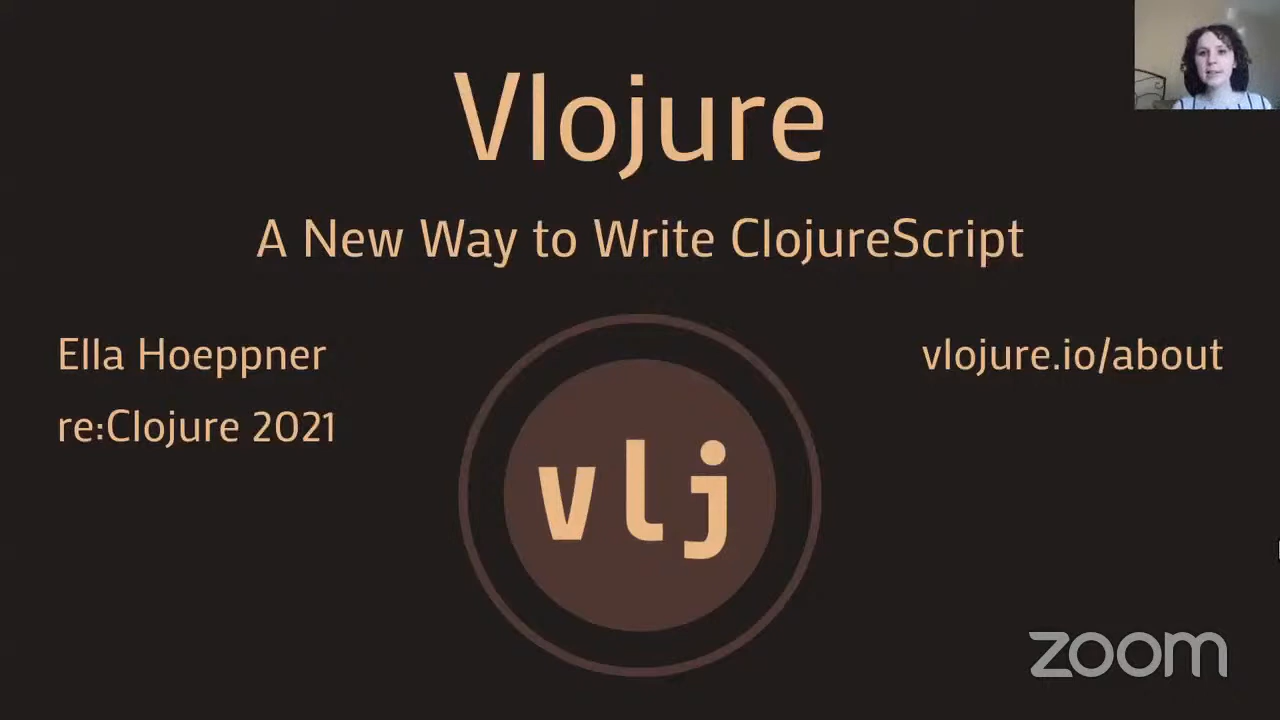 Vlojure
A New Way to Write ClojureScript
Ella Hoeppner
vlojure.io/about
re:Clojure 2021
vlj
zoom